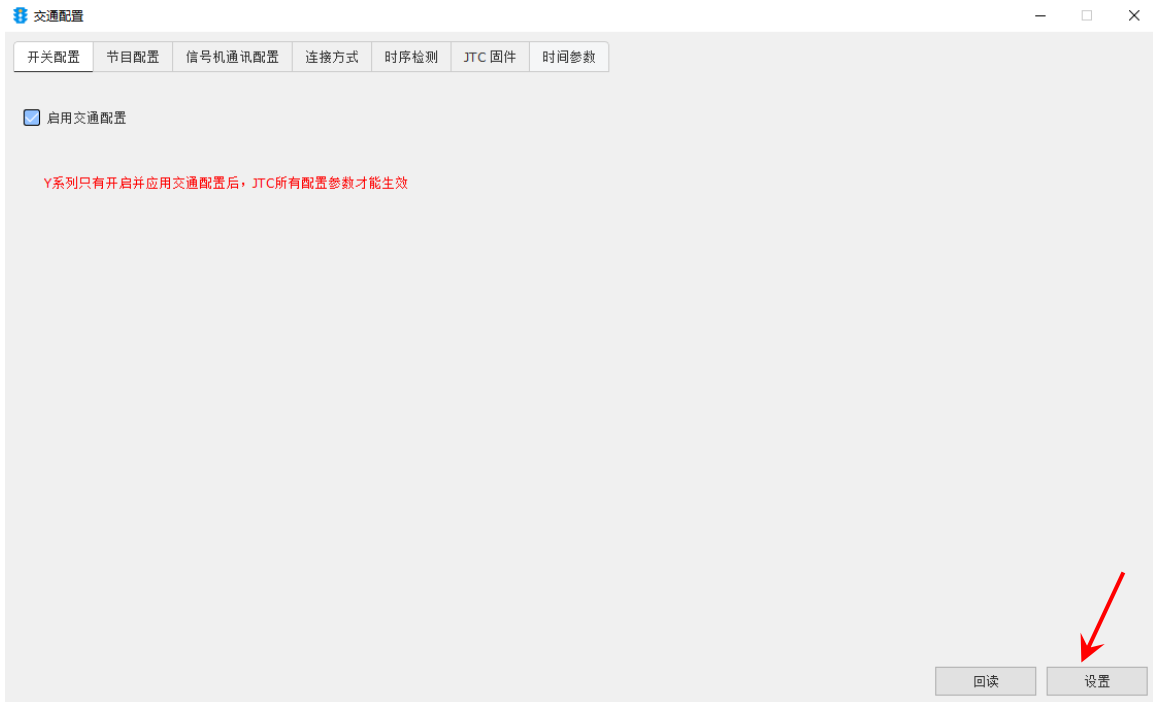 交通配置
开关配置 节目配置 信号机通讯配置 连接方式 时序检测 JTC 固件 时间参数
启用交通配置
Y系列只有开启并应用交通配置后，JTC所有配置参数才能生效
回读 设置